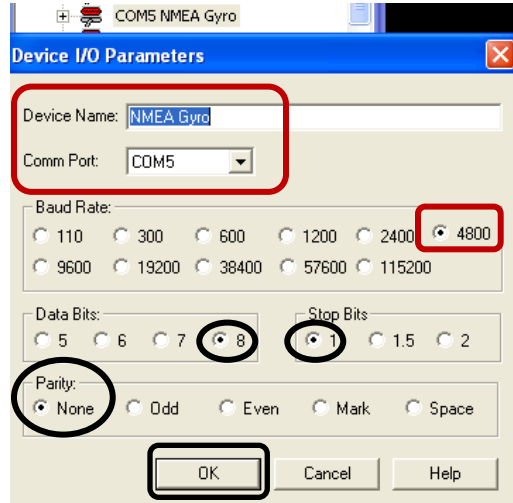 COM5 NMEA Gyro
Device I/O Parameters
Device Name: NMEA Gyro
Comm Port: COM5
Baud Rate:
110 300 600 1200 2400 4800
9600 19200 38400 57600 115200
Data Bits: Stop Bits
5 6 7 8 1 1.5 2
Parity:
None Odd Even Mark Space
OK Cancel Help